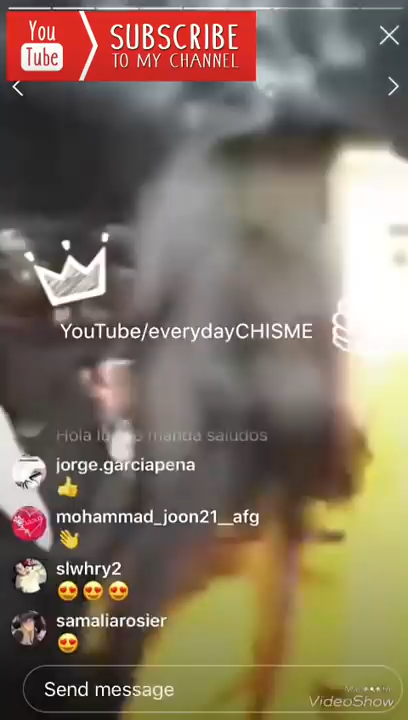 You
Tube
SUBSCRIBE
TO MY CHANNEL
YouTube/everydayCHISME
Hola manda saludos
jorge.garciapena
👍
mohammad_joon21__afg
👋
slwhry2
😍😍😍
samaliarosier
😍
Send message
VideoShow